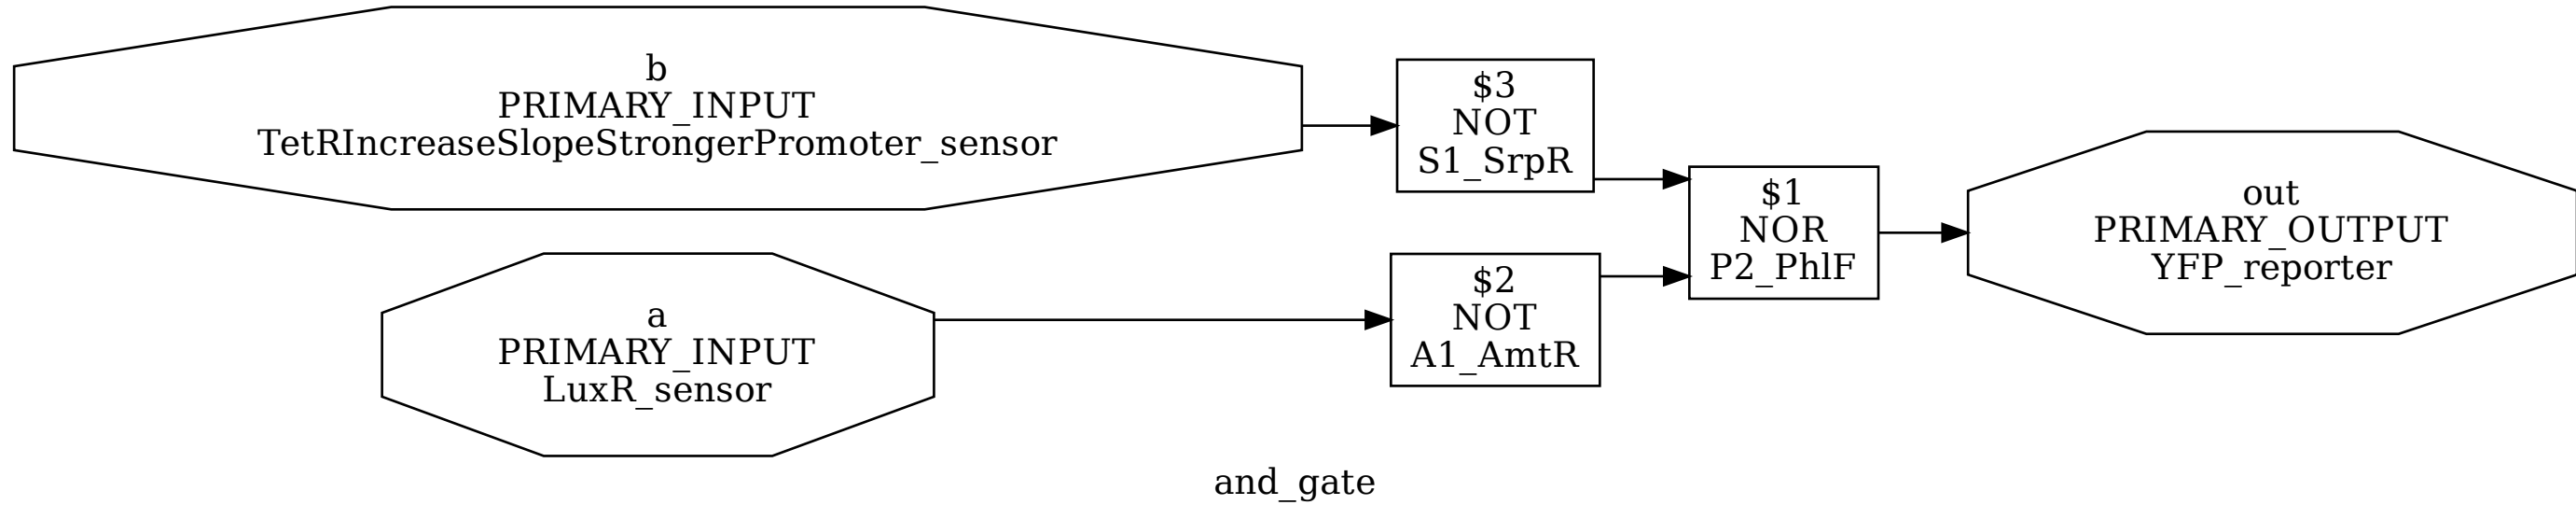 b
PRIMARY_INPUT
TetRIncreaseSlopeStrongerPromoter_sensor
$3
NOT
S1_SrpR
$1
NOR
P2_PhlF
out
PRIMARY_OUTPUT
YFP_reporter
a
PRIMARY_INPUT
LuxR_sensor
$2
NOT
A1_AmtR
and_gate